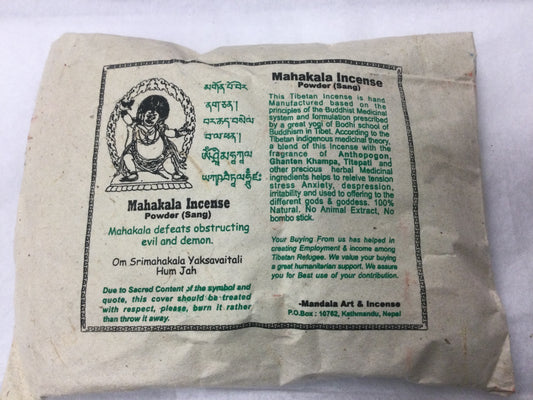 མགོན་པོ་བེར་
ནག་ཅན།
བར་ཆད་བསེལ་
བ་ལ་ཕན།
Mahakala Incense
Powder (Sang)
Mahakala defeats obstructing
evil and demon.
Om Srimahakala Yaksavaitali
Hum Jah
Due to Sacred Content of the symbol and
quote, this cover should be treated
with respect, please, burn it rather
than throw it away.
Mahakala Incense
Powder (Sang)
This Tibetan Incense is hand
Manufactured based on the
principles of the Buddhist Medicinal
system and formulation prescribed
by a great yogi of Bodhi school of
Buddhism in Tibet. According to the
Tibetan indigenous medicinal theory,
a blend of this Incense with the
fragrance of Anthopogon,
Ghanten Khampa, Titepati and
other precious herbal Medicinal
ingredients helps to releive tension
stress Anxiety, despression,
irritability and used to offering to the
different gods & goddess. 100%
Natural. No Animal Extract, No
bombo stick.
Your Buying From us has helped in
creating Employment & income among
Tibetan Refugee. We value your buying
a great humanitarian support. We assure
you for Best use of your contribution.
-Mandala Art & Incense
P.O.Box : 10762, Kathmandu, Nepal